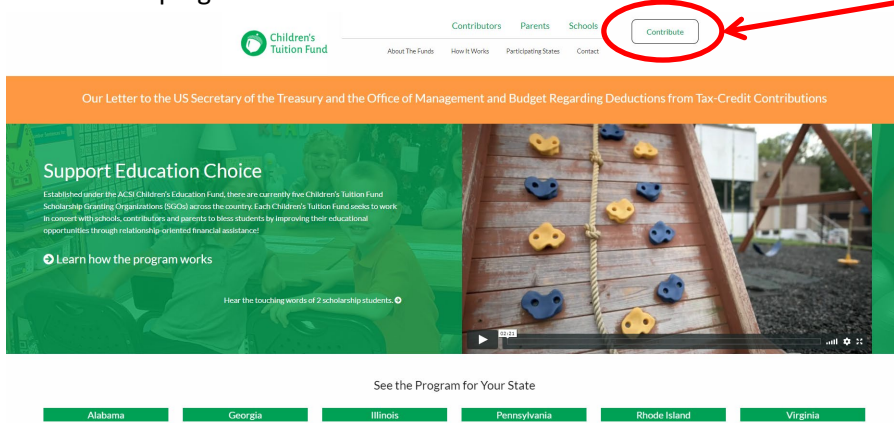 Children's
Tuition Fund
Contributors Parents Schools
Contribute
About The Funds How It Works Participating States Contact
Our Letter to the US Secretary of the Treasury and the Office of Management and Budget Regarding Deductions from Tax-Credit Contributions
Support Education Choice
Established under the ACSI Children's Education Fund, there are currently five Children's Tuition Fund
Scholarship Granting Organizations (SGOs) across the country. Each Children's Tuition Fund seeks to work
in concert with schools, contributors and parents to bless students by improving their educational
opportunities through relationship-oriented financial assistance!
Learn how the program works
Hear the touching words of 2 scholarship students.
02:21
See the Program for Your State
Alabama Georgia Illinois Pennsylvania Rhode Island Virginia